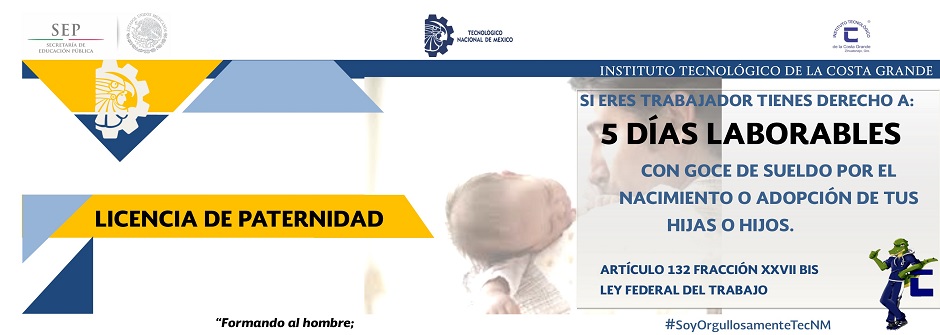 SEP
SECRETARÍA DE
EDUCACIÓN PÚBLICA
TECNOLÓGICO
NACIONAL DE MÉXICO
INSTITUTO TECNOLÓGICO
de la Costa Grande
INSTITUTO TECNOLÓGICO DE LA COSTA GRANDE
SI ERES TRABAJADOR TIENES DERECHO A:
5 DÍAS LABORABLES
CON GOCE DE SUELDO POR EL
NACIMIENTO O ADOPCIÓN DE TUS
HIJAS O HIJOS.
LICENCIA DE PATERNIDAD
ARTÍCULO 132 FRACCIÓN XXVII BIS
LEY FEDERAL DEL TRABAJO
"Formando al hombre;
#SoyOrgullosamenteTecNM